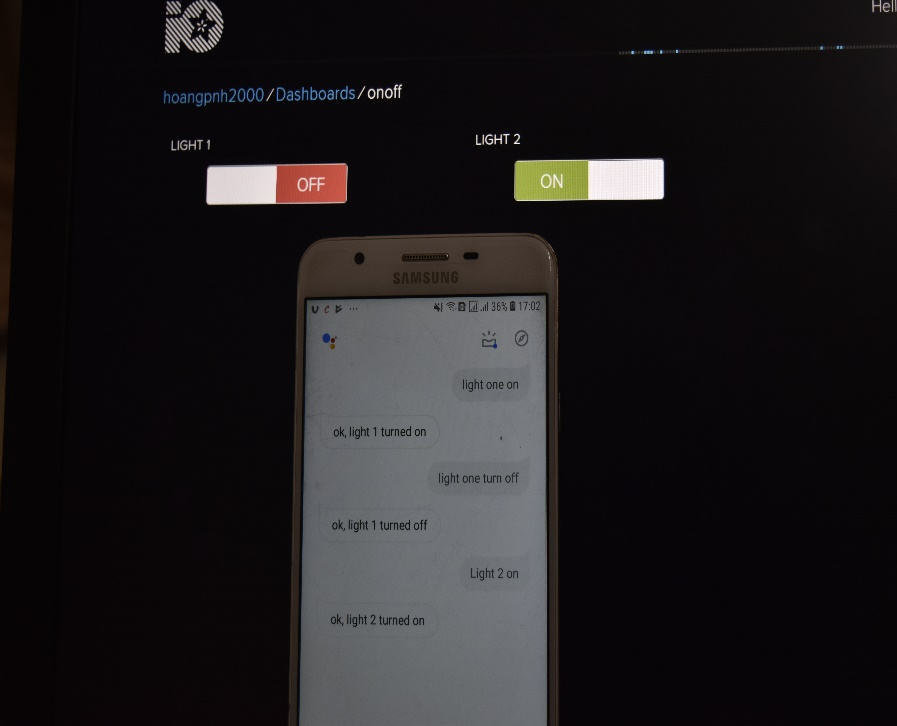 io
Hell
hoangpnh2000/Dashboards/onoff
LIGHT 1
LIGHT 2
OFF
ON
SAMSUNG
36% 17:02
light one on
ok, light 1 turned on
light one turn off
ok, light 1 turned off
Light 2 on
ok, light 2 turned on